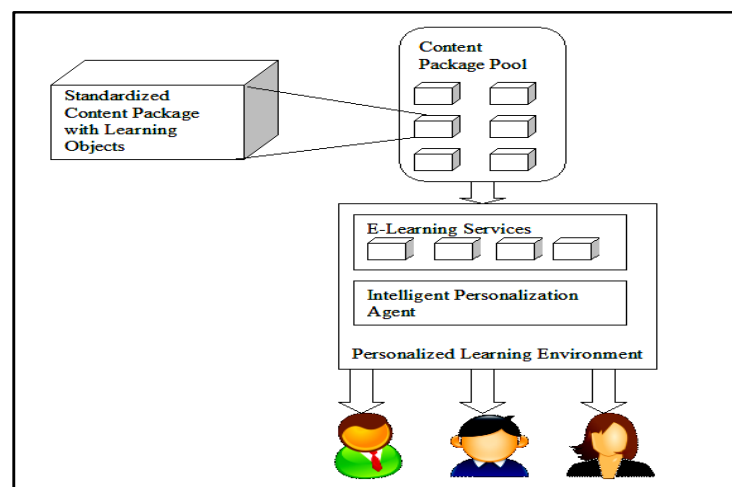 Content
Package Pool
Standardized
Content Package
with Learning
Objects
E-Learning Services
Intelligent Personalization
Agent
Personalized Learning Environment